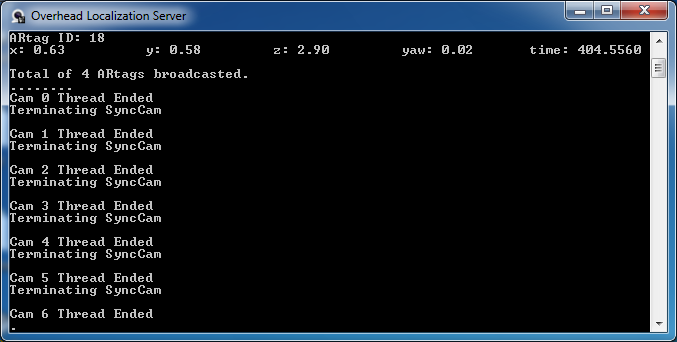 Overhead Localization Server
ARtag ID: 18
x: 0.63 y: 0.58 z: 2.90 yaw: 0.02 time: 404.5560
Total of 4 ARtags broadcasted.
--------
Cam 0 Thread Ended
Terminating SyncCam
Cam 1 Thread Ended
Terminating SyncCam
Cam 2 Thread Ended
Terminating SyncCam
Cam 3 Thread Ended
Terminating SyncCam
Cam 4 Thread Ended
Terminating SyncCam
Cam 5 Thread Ended
Terminating SyncCam
Cam 6 Thread Ended